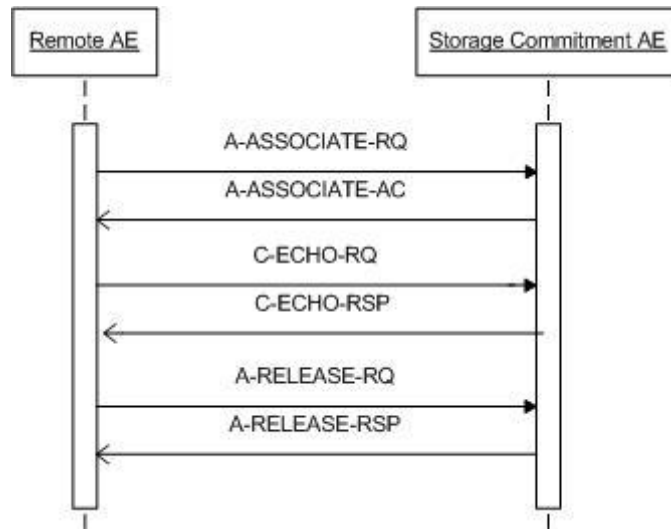 Remote AE
Storage Commitment AE
A-ASSOCIATE-RQ
A-ASSOCIATE-AC
C-ECHO-RQ
C-ECHO-RSP
A-RELEASE-RQ
A-RELEASE-RSP